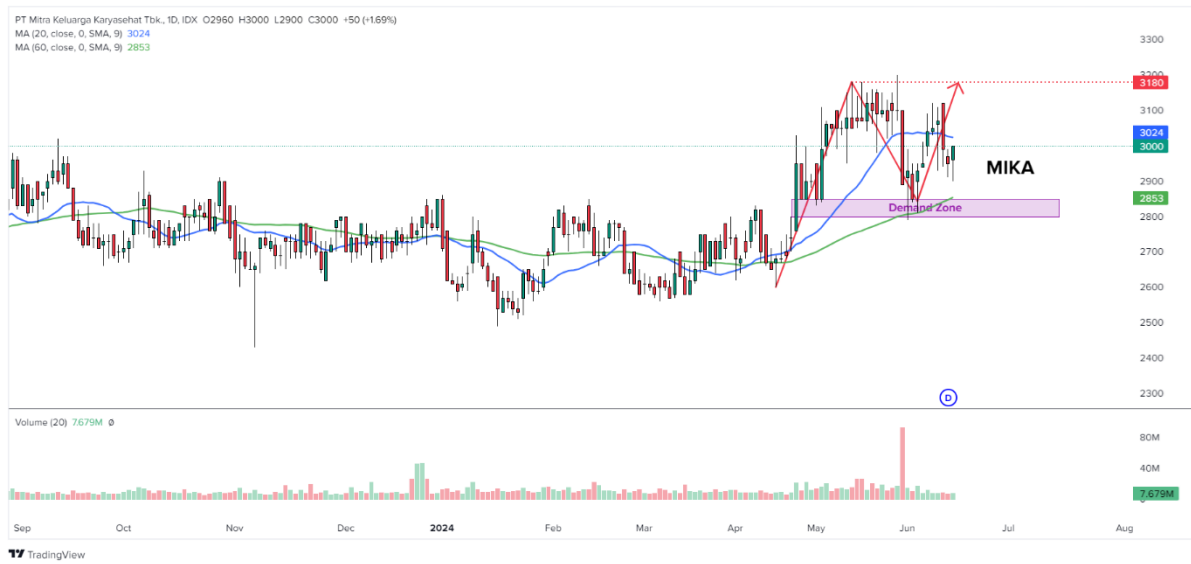 PT Mitra Keluarga Karyasehat Tbk., 1D, IDX O2960 H3000 L2900 C3000 +50 (+1.69%)
MA (20, close, 0, SMA, 9) 3024
MA (60, close, 0, SMA, 9) 2853
3300
3200
3180
3100
3024
3000
MIKA
2900
2853
Demand Zone
2800
2700
2600
2500
2400
2300
D
Volume (20) 7.679M Ø
80M
40M
7.679M
0
Sep Oct Nov Dec 2024 Feb Mar Apr May Jun Jul Aug
TradingView